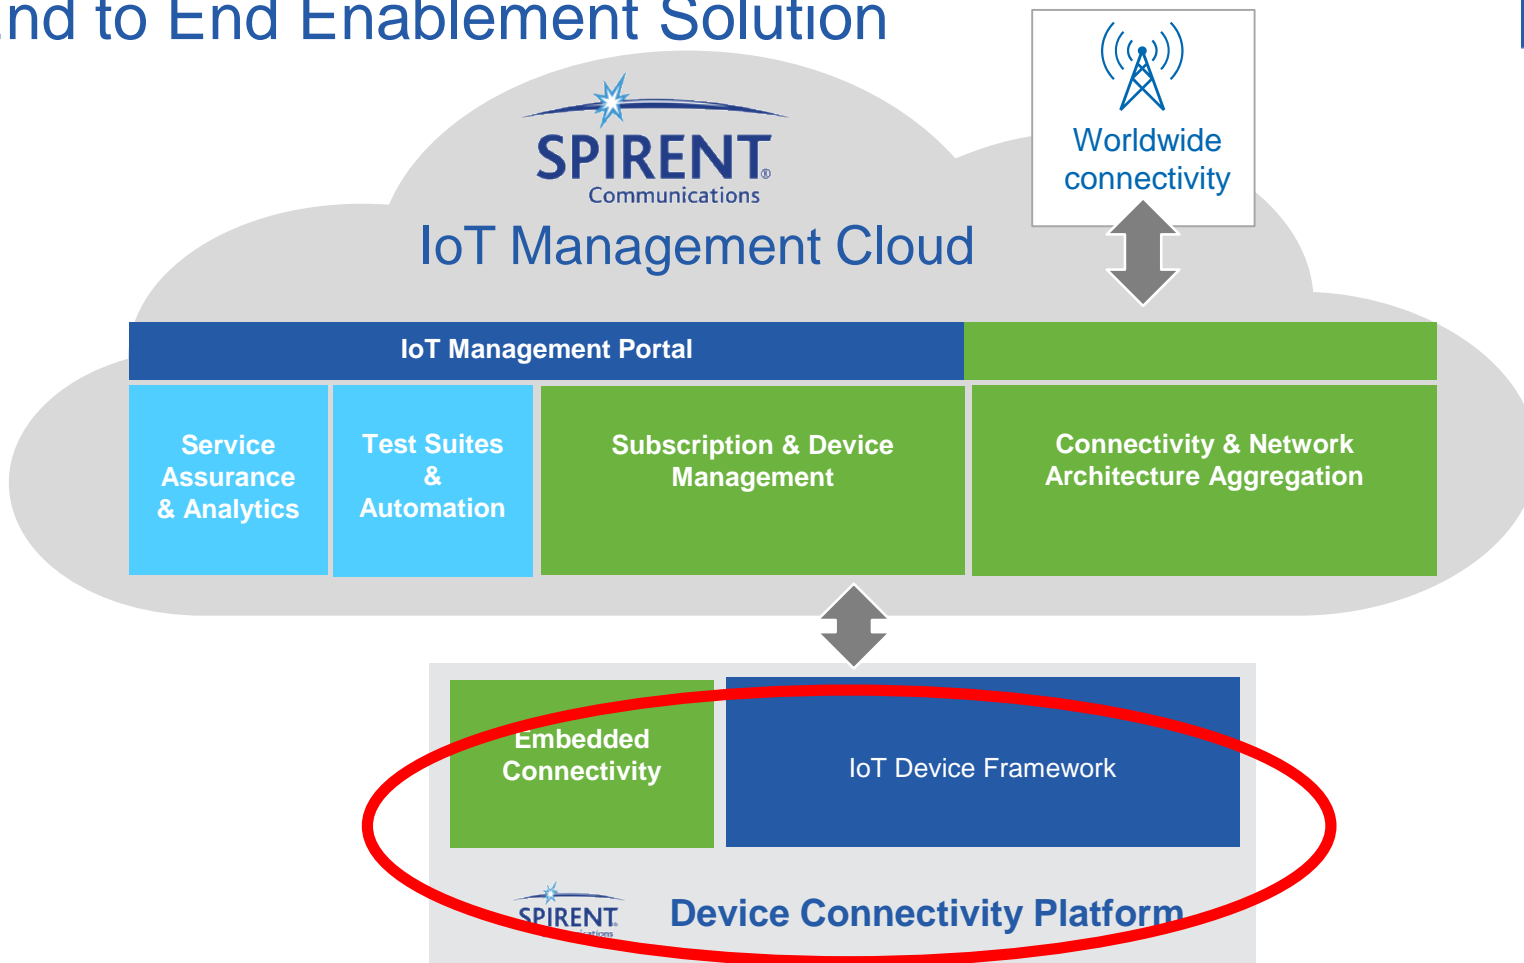 nd to End Enablement Solution
SPIRENT®
Communications
IoT Management Cloud
Worldwide
connectivity
IoT Management Portal
Service
Assurance
& Analytics
Test Suites
&
Automation
Subscription & Device
Management
Connectivity & Network
Architecture Aggregation
Embedded
Connectivity
IoT Device Framework
SPIRENT
Device Connectivity Platform